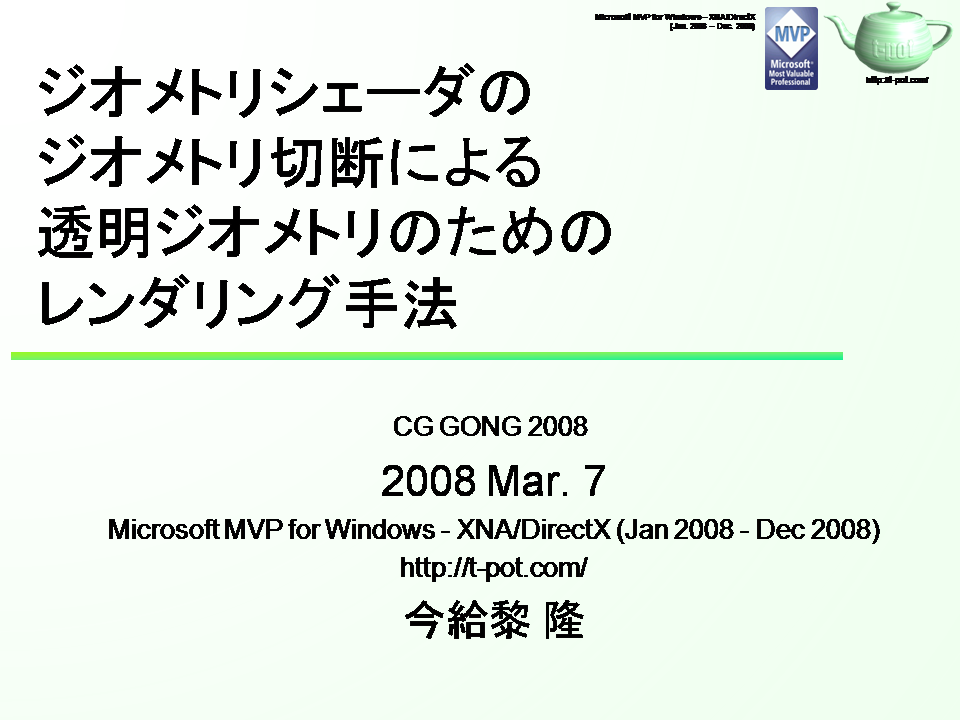 Microsoft MVP for Windows – XNA/DirectX
(Jan. 2008 – Dec. 2008)
MVP
Microsoft®
Most Valuable
Professional
t-pot
http://t-pot.com/
ジオメトリシェーダの
ジオメトリ切断による
透明ジオメトリのための
レンダリング手法
CG GONG 2008
2008 Mar. 7
Microsoft MVP for Windows - XNA/DirectX (Jan 2008 - Dec 2008)
http://t-pot.com/
今給黎 隆